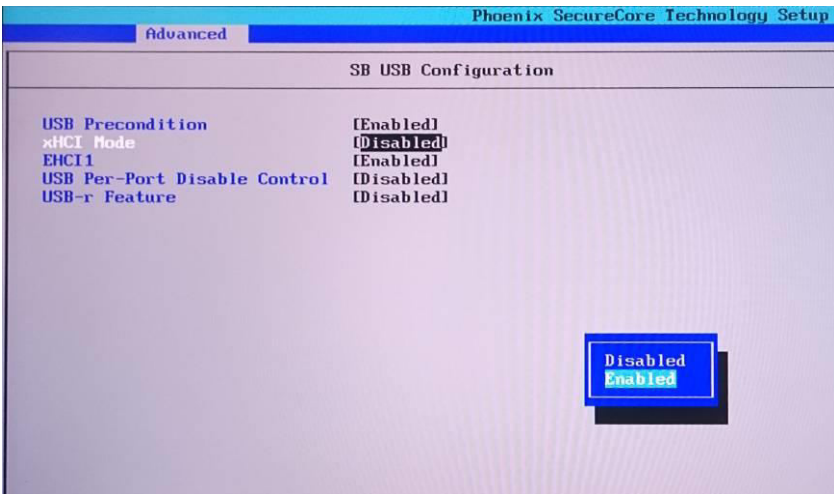 Phoenix SecureCore Technology Setup
Advanced
SB USB Configuration
USB Precondition [Enabled]
xHCI Mode [Disabled]
EHCI1 [Enabled]
USB Per-Port Disable Control [Disabled]
USB-r Feature [Disabled]
Disabled
Enabled